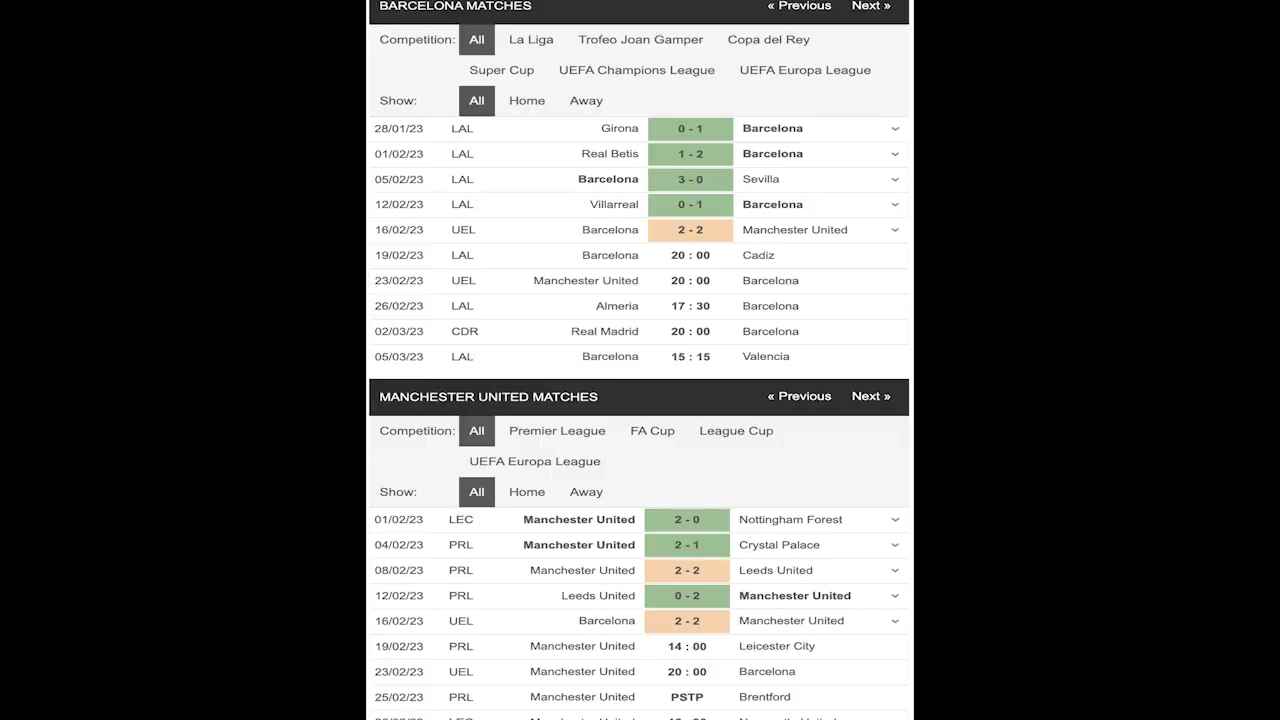 BARCELONA MATCHES « Previous Next »
Competition: All La Liga Trofeo Joan Gamper Copa del Rey
Super Cup UEFA Champions League UEFA Europa League
Show: All Home Away
28/01/23 LAL Girona 0 - 1 Barcelona
01/02/23 LAL Real Betis 1 - 2 Barcelona
05/02/23 LAL Barcelona 3 - 0 Sevilla
12/02/23 LAL Villarreal 0 - 1 Barcelona
16/02/23 UEL Barcelona 2 - 2 Manchester United
19/02/23 LAL Barcelona 20 : 00 Cadiz
23/02/23 UEL Manchester United 20 : 00 Barcelona
26/02/23 LAL Almeria 17 : 30 Barcelona
02/03/23 CDR Real Madrid 20 : 00 Barcelona
05/03/23 LAL Barcelona 15 : 15 Valencia
MANCHESTER UNITED MATCHES « Previous Next »
Competition: All Premier League FA Cup League Cup
UEFA Europa League
Show: All Home Away
01/02/23 LEC Manchester United 2 - 0 Nottingham Forest
04/02/23 PRL Manchester United 2 - 1 Crystal Palace
08/02/23 PRL Manchester United 2 - 2 Leeds United
12/02/23 PRL Leeds United 0 - 2 Manchester United
16/02/23 UEL Barcelona 2 - 2 Manchester United
19/02/23 PRL Manchester United 14 : 00 Leicester City
23/02/23 UEL Manchester United 20 : 00 Barcelona
25/02/23 PRL Manchester United PSTP Brentford